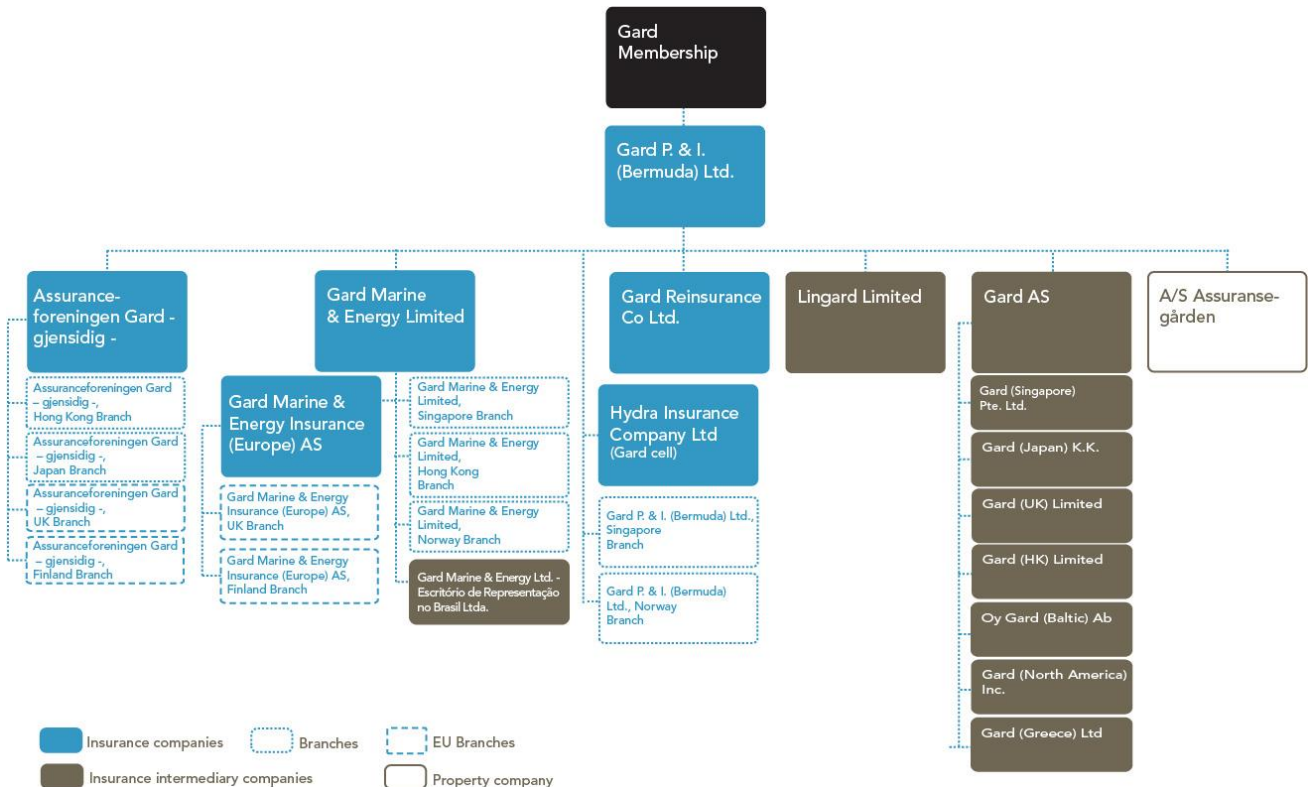 Gard
Membership
Gard P. & I.
(Bermuda) Ltd.
Assurance-
foreningen Gard -
gjensidig -
Assuranceforeningen Gard
– gjensidig -,
Hong Kong Branch
Assuranceforeningen Gard
– gjensidig -,
Japan Branch
Assuranceforeningen Gard
– gjensidig -,
UK Branch
Assuranceforeningen Gard
– gjensidig -,
Finland Branch
Gard Marine
& Energy Limited
Gard Marine &
Energy Insurance
(Europe) AS
Gard Marine & Energy
Insurance (Europe) AS,
UK Branch
Gard Marine & Energy
Insurance (Europe) AS,
Finland Branch
Gard Marine & Energy
Limited,
Singapore Branch
Gard Marine & Energy
Limited,
Hong Kong
Branch
Gard Marine & Energy
Limited,
Norway Branch
Gard Marine & Energy Ltd. -
Escritório de Representação
no Brasil Ltda.
Gard Reinsurance
Co Ltd.
Hydra Insurance
Company Ltd
(Gard cell)
Gard P. & I. (Bermuda) Ltd.,
Singapore
Branch
Gard P. & I. (Bermuda)
Ltd., Norway
Branch
Lingard Limited
Gard AS
Gard (Singapore)
Pte. Ltd.
Gard (Japan) K.K.
Gard (UK) Limited
Gard (HK) Limited
Oy Gard (Baltic) Ab
Gard (North America)
Inc.
Gard (Greece) Ltd
A/S Assuranse-
gården
Insurance companies
Branches
EU Branches
Insurance intermediary companies
Property company